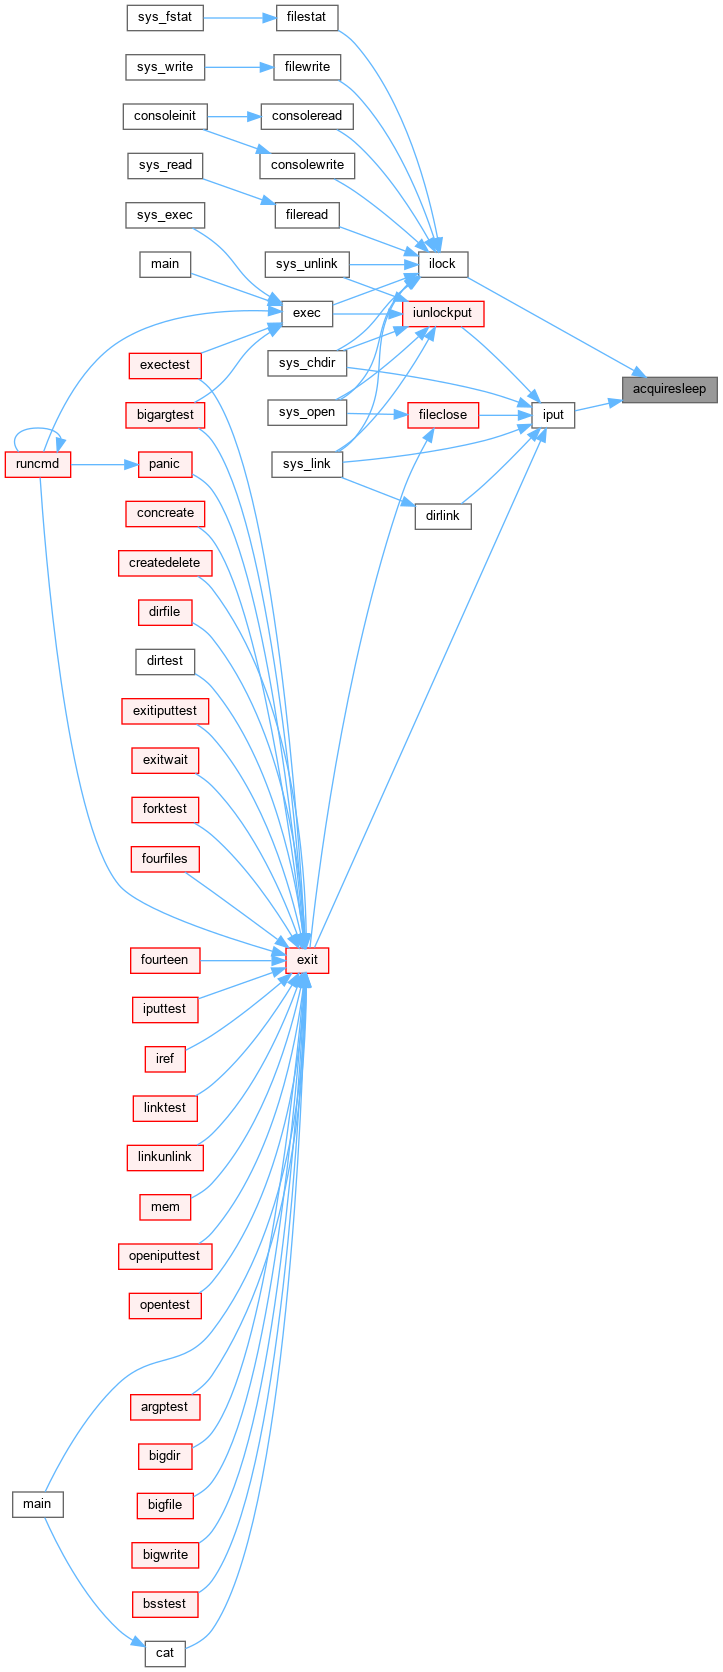 sys_fstat
filestat
sys_write
filewrite
consoleinit
consoleread
sys_read
consolewrite
sys_exec
fileread
main
sys_unlink
ilock
exec
iunlockput
exectest
sys_chdir
acquiresleep
bigargtest
sys_open
fileclose
iput
runcmd
panic
sys_link
concreate
dirlink
createdelete
dirfile
dirtest
exitiputtest
exitwait
forktest
fourfiles
fourteen
exit
iputtest
iref
linktest
linkunlink
mem
openiputtest
opentest
argptest
bigdir
main
bigfile
bigwrite
bsstest
cat